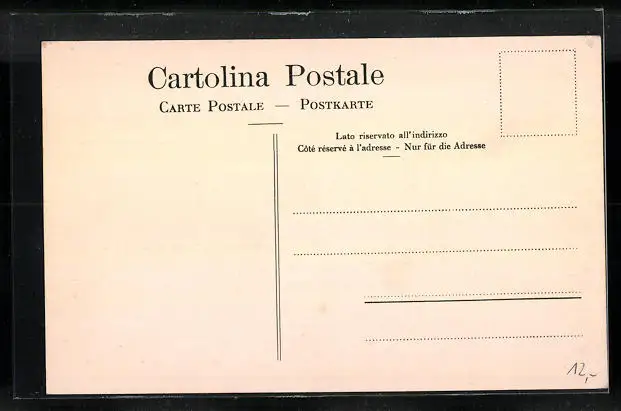 Cartolina Postale
Carte Postale — Postkarte
Lato riservato all'indirizzo
Côté réservé à l'adresse - Nur für die Adresse
12,-